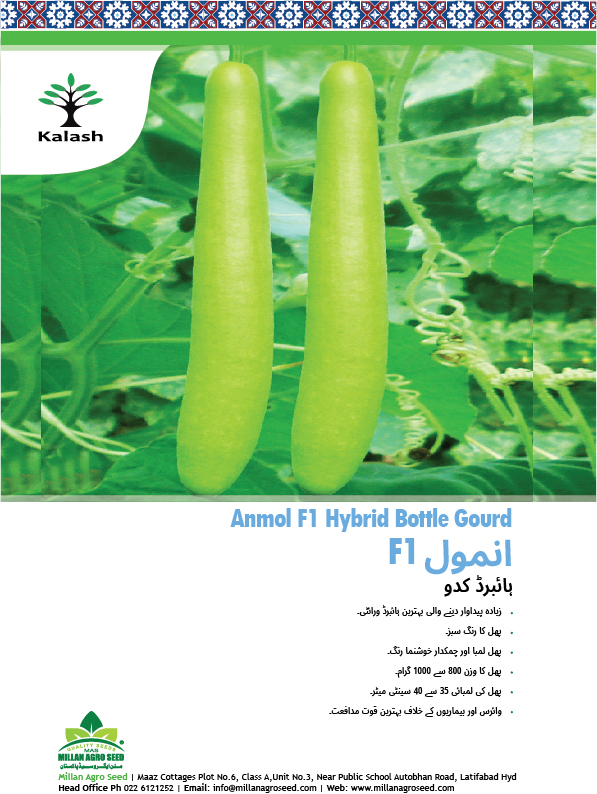 Kalash
Anmol F1 Hybrid Bottle Gourd
انمول F1
ہائبرڈ کدو
• زیادہ پیداوار دینے والی بہترین ہائبرڈ ورائٹی۔
• پھل کا رنگ سبز۔
• پھل لمبا اور چمکدار خوشنما رنگ۔
• پھل کا وزن 800 سے 1000 گرام۔
• پھل کی لمبائی 35 سے 40 سینٹی میٹر۔
• وائرس اور بیماریوں کے خلاف بہترین قوت مدافعت۔
QUALITY SEEDS
MAS
MILLAN AGRO SEED
ملن ایگرو سیڈ پاکستان
Millan Agro Seed | Maaz Cottages Plot No.6, Class A,Unit No.3, Near Public School Autobhan Road, Latifabad Hyd
Head Office Ph 022 6121252 | Email: info@millanagroseed.com | Web: www.millanagroseed.com